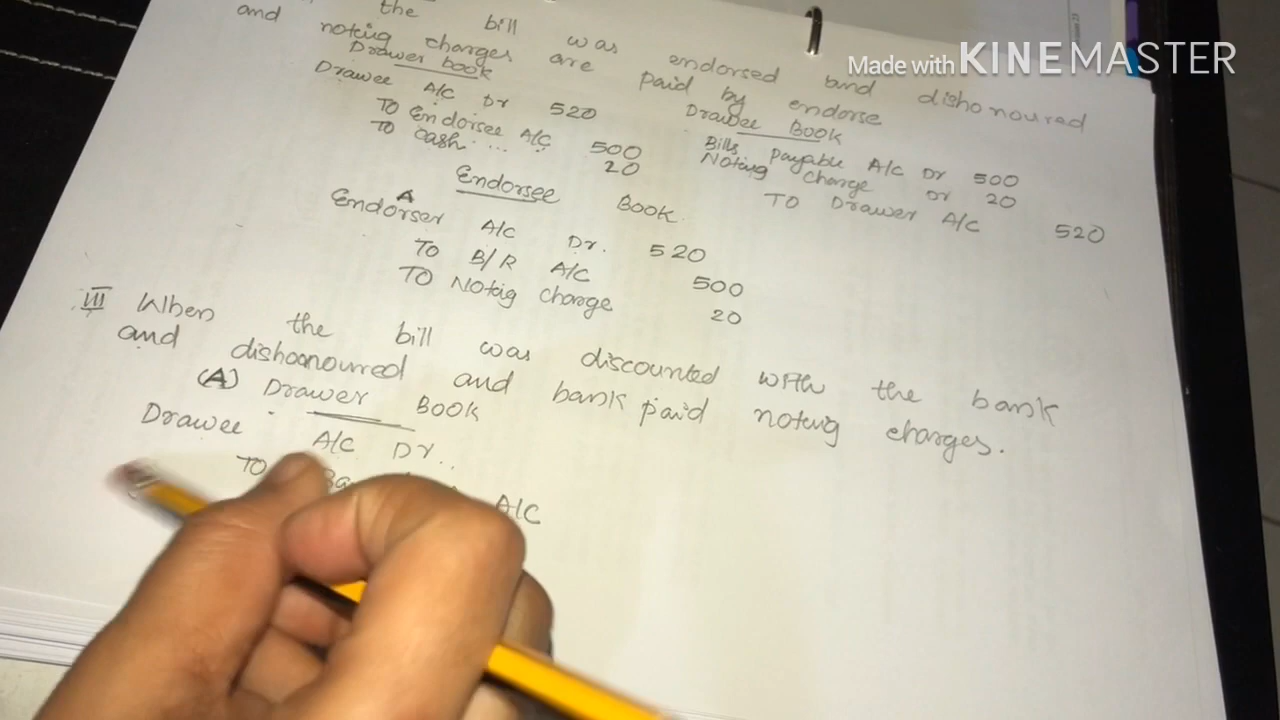 the bill was endorsed and dishonoured
and noting charges are paid by endorse
Drawer book
Drawee A/C Dr 520
TO Endorsee A/C 500
TO cash.... 20
Drawee Book
Bills payable A/C Dr 500
Noting charge Dr 20
TO Drawer A/C 520
Endorsee Book
A
Endorser A/C Dr. 520
TO B/R A/C 500
TO Notig charge 20
III When the bill was discounted with the bank
and dishoonoured and bank paid noting charges.
(A) Drawer BOOK
Drawee A/C Dr..
TO A/C
Made with KINEMASTER